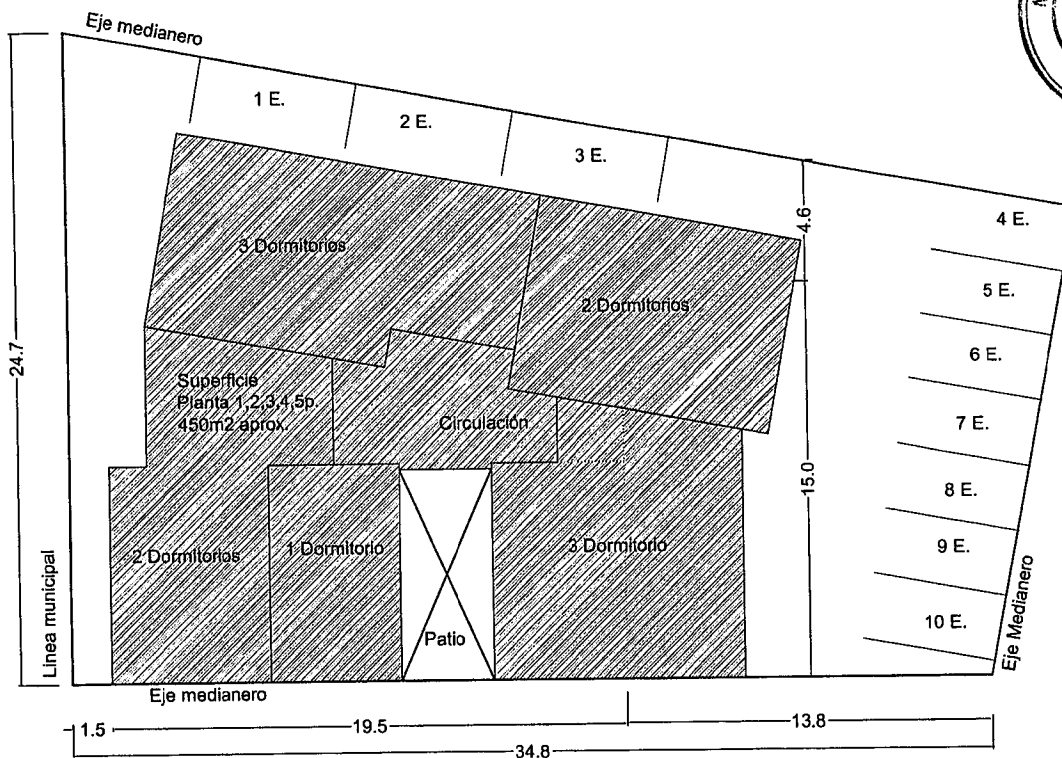 Eje medianero
1 E.
2 E.
3 E.
4 E.
4.6
5 E.
3 Dormitorios
2 Dormitorios
6 E.
24.7
Superficie
Planta 1,2,3,4,5p.
450m2 aprox.
Circulación
7 E.
15.0
8 E.
Línea municipal
2 Dormitorios
1 Dormitorio
3 Dormitorio
9 E.
Patio
10 E.
Eje Medianero
Eje medianero
1.5
19.5
13.8
34.8